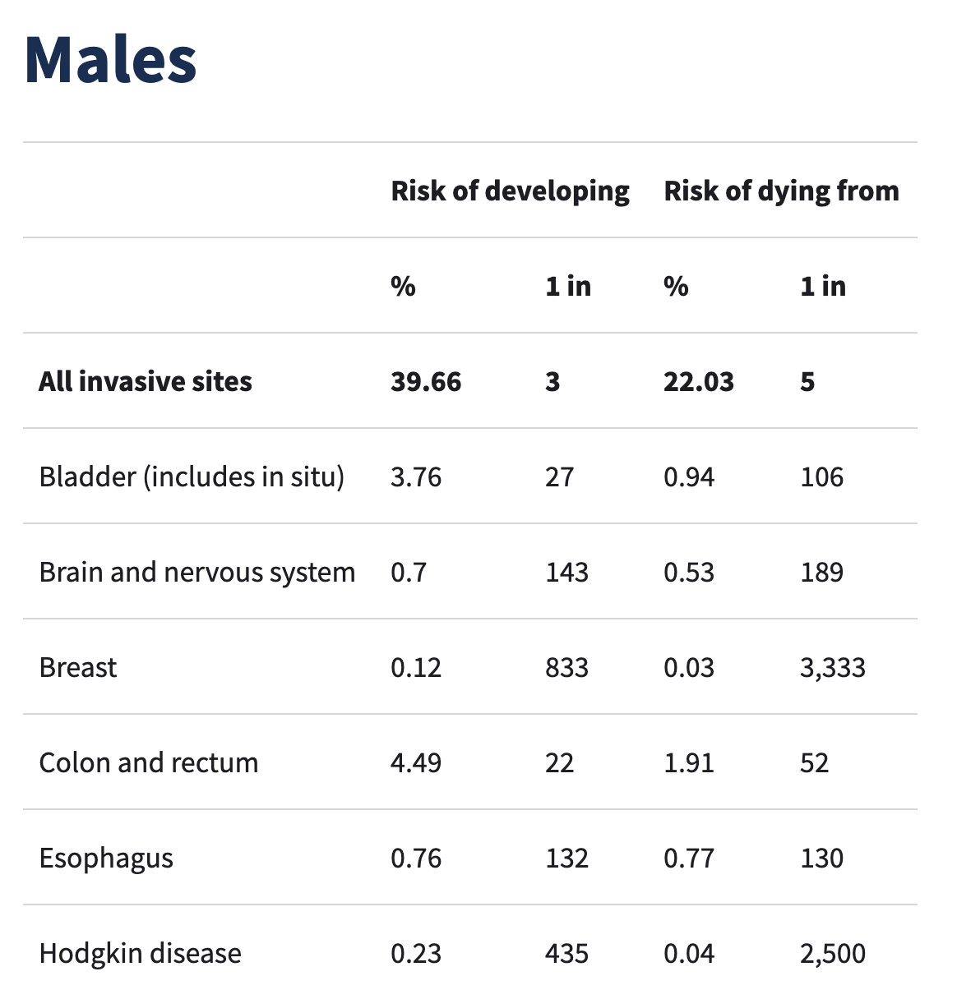 Males
Risk of developing Risk of dying from
% 1 in % 1 in
All invasive sites 39.66 3 22.03 5
Bladder (includes in situ) 3.76 27 0.94 106
Brain and nervous system 0.7 143 0.53 189
Breast 0.12 833 0.03 3,333
Colon and rectum 4.49 22 1.91 52
Esophagus 0.76 132 0.77 130
Hodgkin disease 0.23 435 0.04 2,500